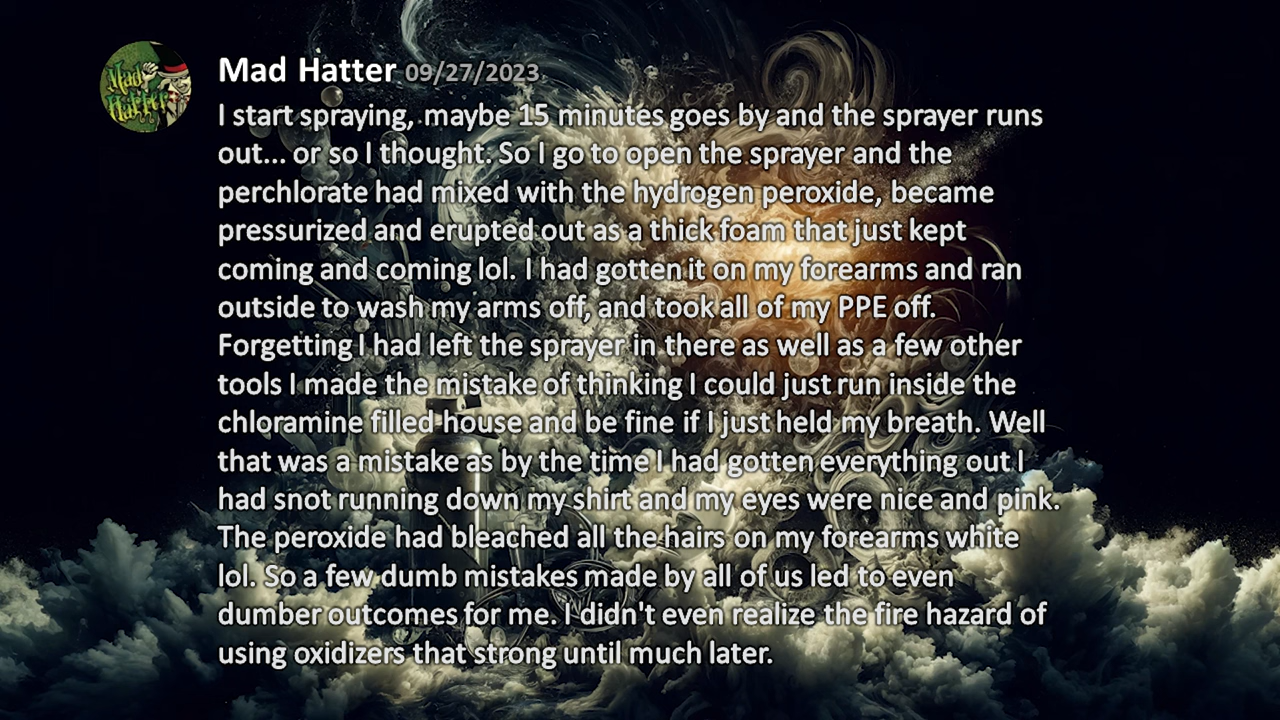 Mad Hatter
Mad Hatter 09/27/2023
I start spraying, maybe 15 minutes goes by and the sprayer runs
out... or so I thought. So I go to open the sprayer and the
perchlorate had mixed with the hydrogen peroxide, became
pressurized and erupted out as a thick foam that just kept
coming and coming lol. I had gotten it on my forearms and ran
outside to wash my arms off, and took all of my PPE off.
Forgetting I had left the sprayer in there as well as a few other
tools I made the mistake of thinking I could just run inside the
chloramine filled house and be fine if I just held my breath. Well
that was a mistake as by the time I had gotten everything out I
had snot running down my shirt and my eyes were nice and pink.
The peroxide had bleached all the hairs on my forearms white
lol. So a few dumb mistakes made by all of us led to even
dumber outcomes for me. I didn't even realize the fire hazard of
using oxidizers that strong until much later.